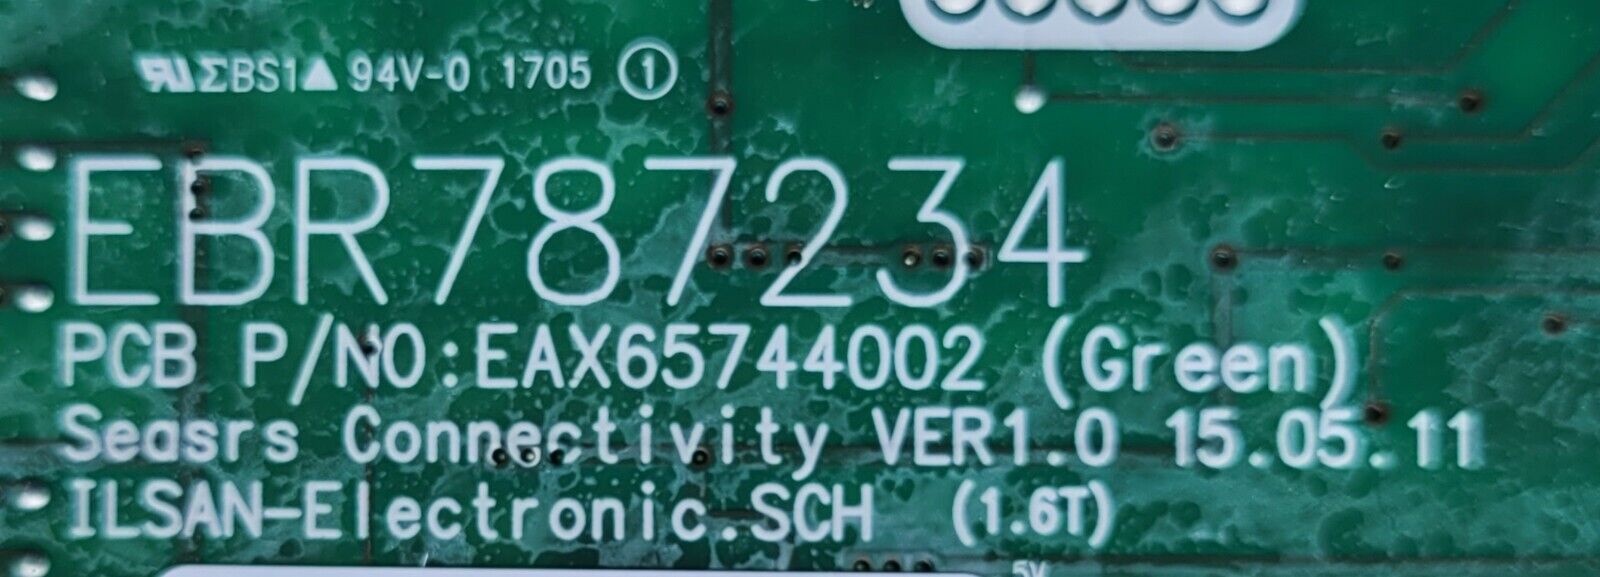 ΣBS1▲ 94V-0 1705 ①
EBR787234
PCB P/NO:EAX65744002 (Green)
Seasrs Connectivity VER1.0 15.05.11
ILSAN-Electronic.SCH (1.6T)
5V